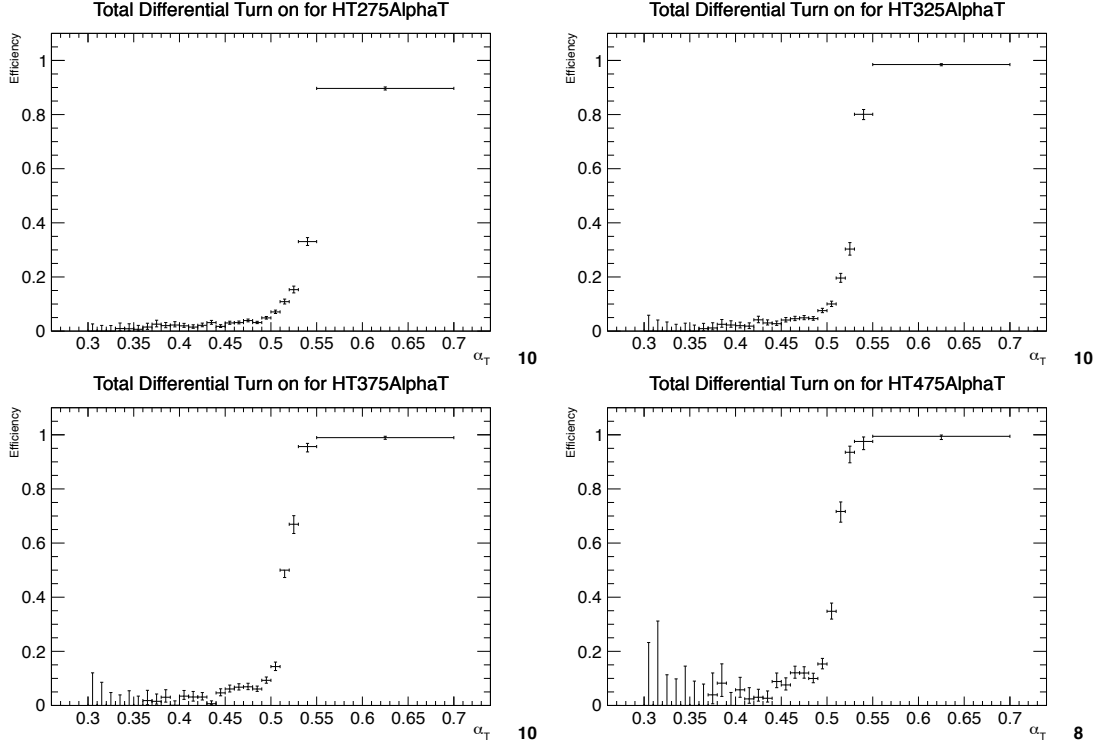 Total Differential Turn on for HT275AlphaT
Efficiency
1
0.8
0.6
0.4
0.2
0
0.3 0.35 0.4 0.45 0.5 0.55 0.6 0.65 0.7
α_T
10
Total Differential Turn on for HT325AlphaT
Efficiency
1
0.8
0.6
0.4
0.2
0
0.3 0.35 0.4 0.45 0.5 0.55 0.6 0.65 0.7
α_T
10
Total Differential Turn on for HT375AlphaT
Efficiency
1
0.8
0.6
0.4
0.2
0
0.3 0.35 0.4 0.45 0.5 0.55 0.6 0.65 0.7
α_T
10
Total Differential Turn on for HT475AlphaT
Efficiency
1
0.8
0.6
0.4
0.2
0
0.3 0.35 0.4 0.45 0.5 0.55 0.6 0.65 0.7
α_T
8